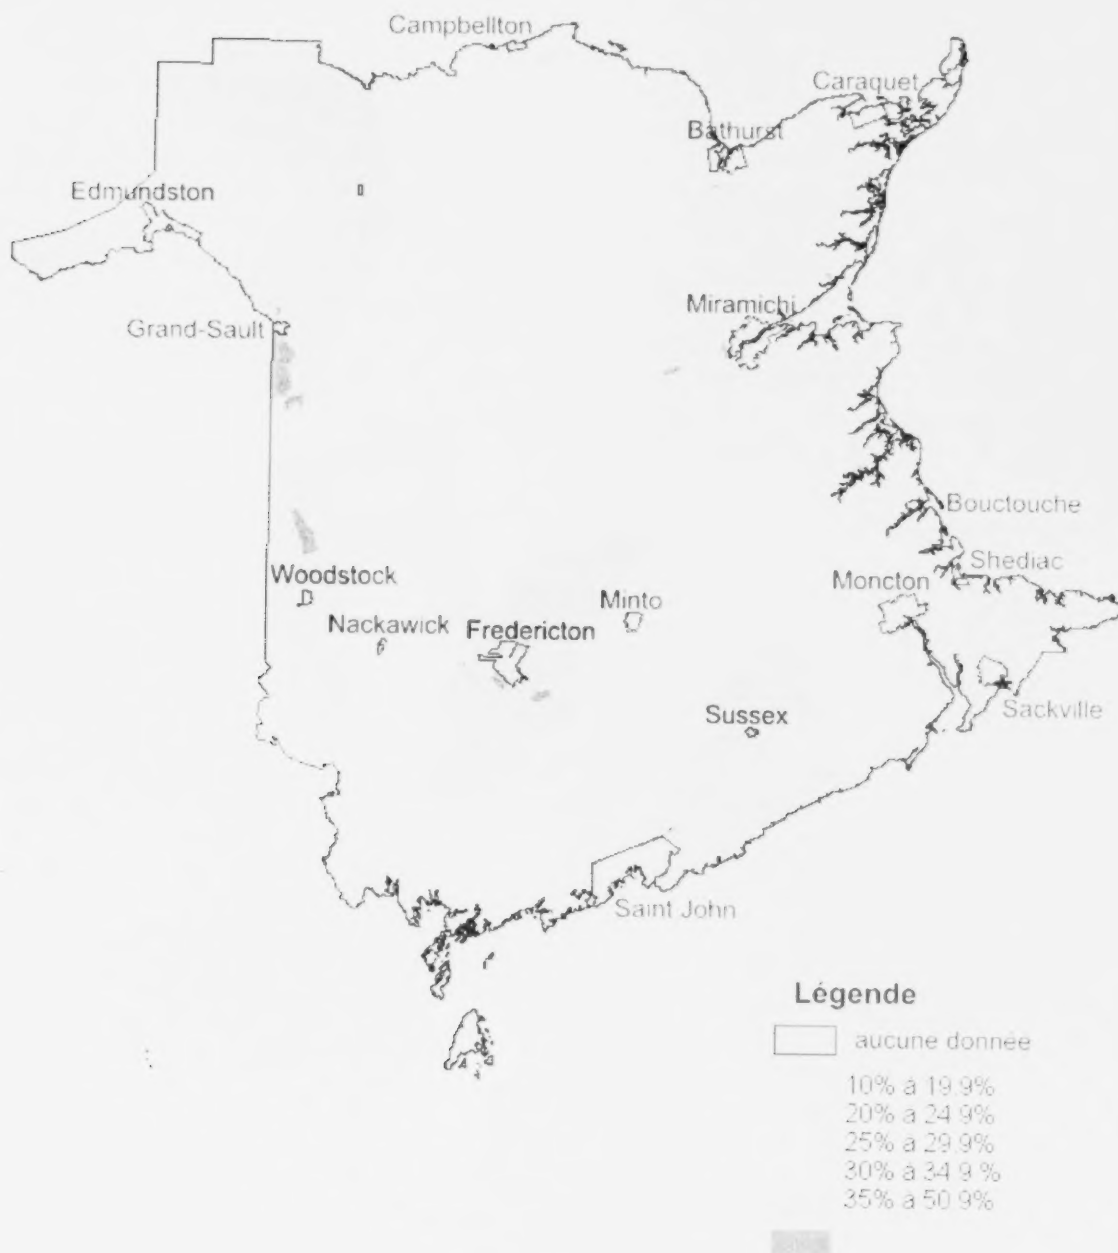 Campbellton
Caraquet
Bathurst
Edmundston
Miramichi
Grand-Sault
Bouctouche
Shediac
Woodstock
Moncton
Minto
Nackawick
Fredericton
Sackville
Sussex
Saint John
Légende
aucune donnée
10% à 19.9%
20% à 24.9%
25% à 29.9%
30% à 34.9 %
35% à 50.9%